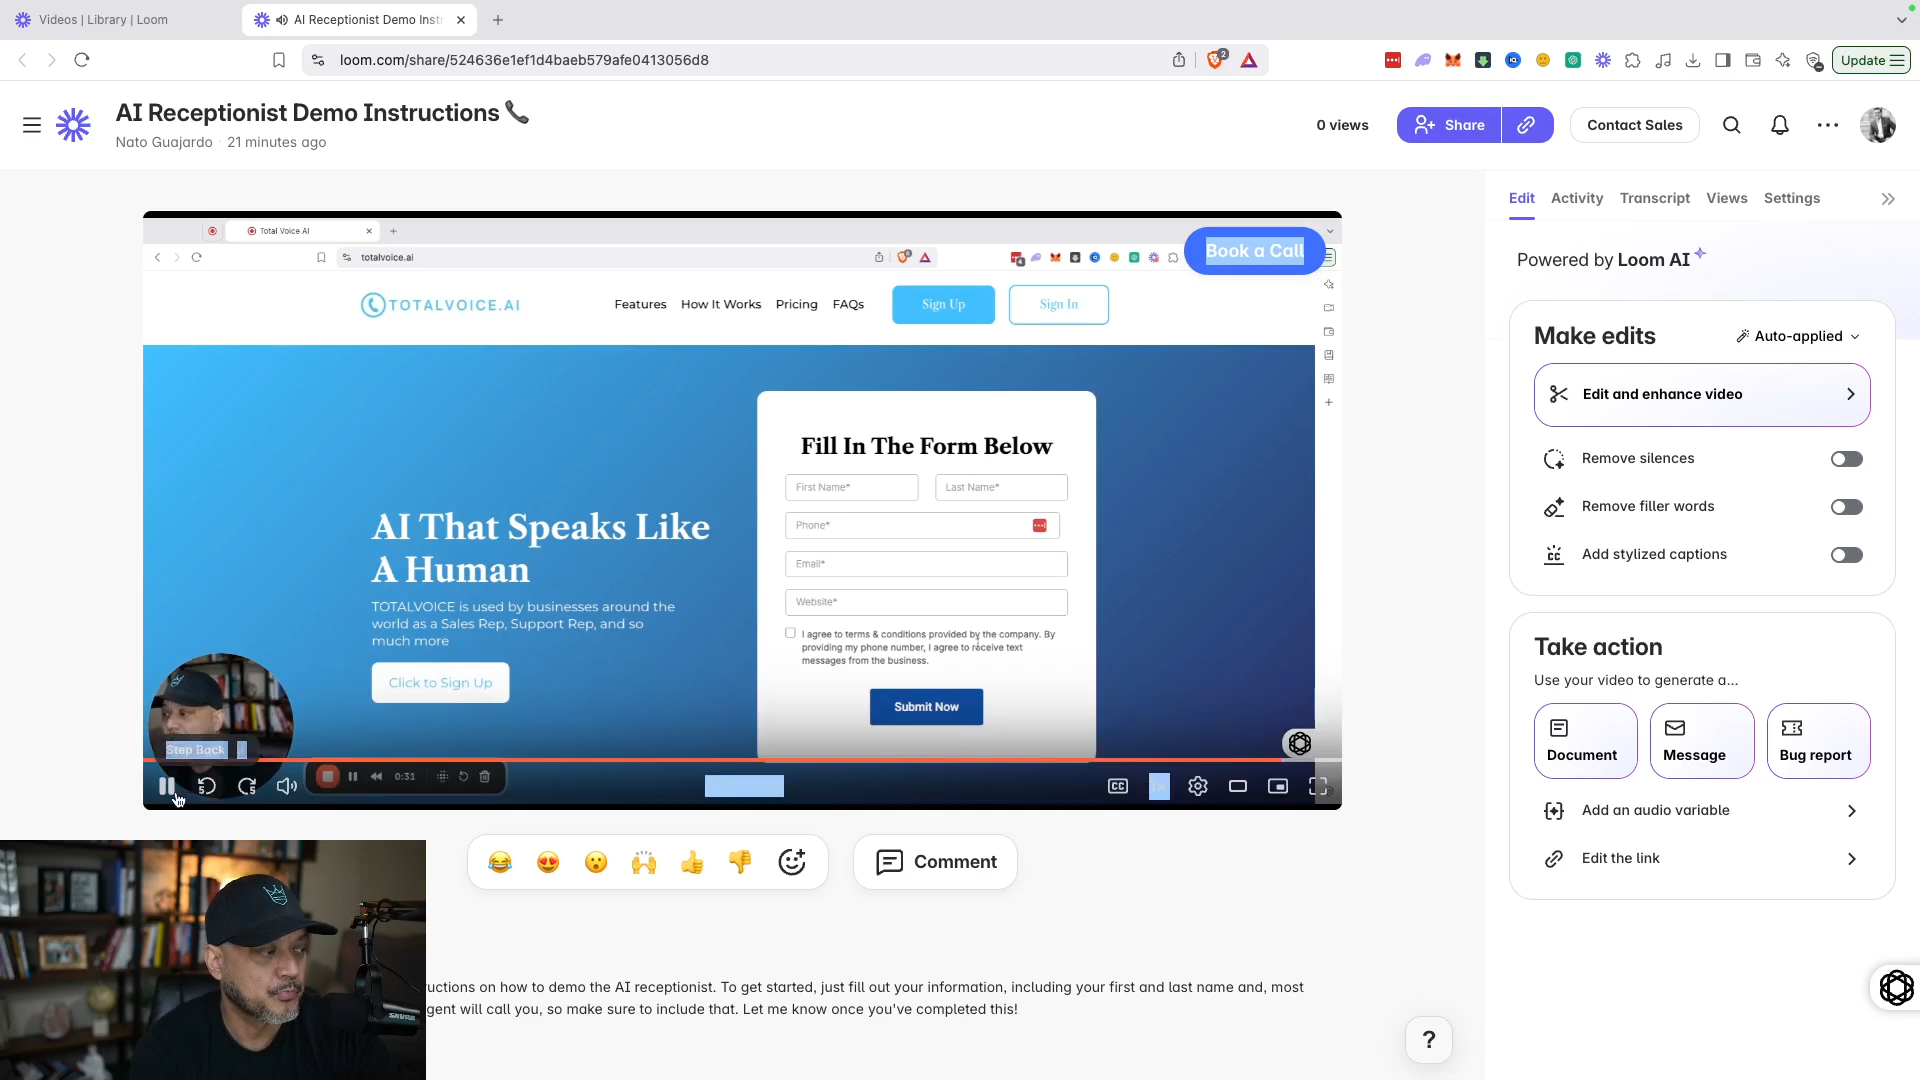 Videos | Library | Loom
AI Receptionist Demo Inst
loom.com/share/524636e1ef1d4baeb579afe0413056d8
2
Update
AI Receptionist Demo Instructions 📞
Nato Guajardo · 21 minutes ago
0 views
Share
Contact Sales
Edit
Activity
Transcript
Views
Settings
Total Voice AI
totalvoice.ai
Book a Call
TOTALVOICE.AI
Features
How It Works
Pricing
FAQs
Sign Up
Sign In
Fill In The Form Below
First Name*
Last Name*
Phone*
Email*
Website*
I agree to terms & conditions provided by the company. By
providing my phone number, I agree to receive text
messages from the business.
Submit Now
AI That Speaks Like
A Human
TOTALVOICE is used by businesses around the
world as a Sales Rep, Support Rep, and so
much more
Click to Sign Up
Step Back
J
5
5
0:31
CC
Powered by Loom AI
Make edits
Auto-applied
Edit and enhance video
Remove silences
Remove filler words
Add stylized captions
Take action
Use your video to generate a...
Document
Message
Bug report
Add an audio variable
Edit the link
Comment
uctions on how to demo the AI receptionist. To get started, just fill out your information, including your first and last name and, most
gent will call you, so make sure to include that. Let me know once you've completed this!
?